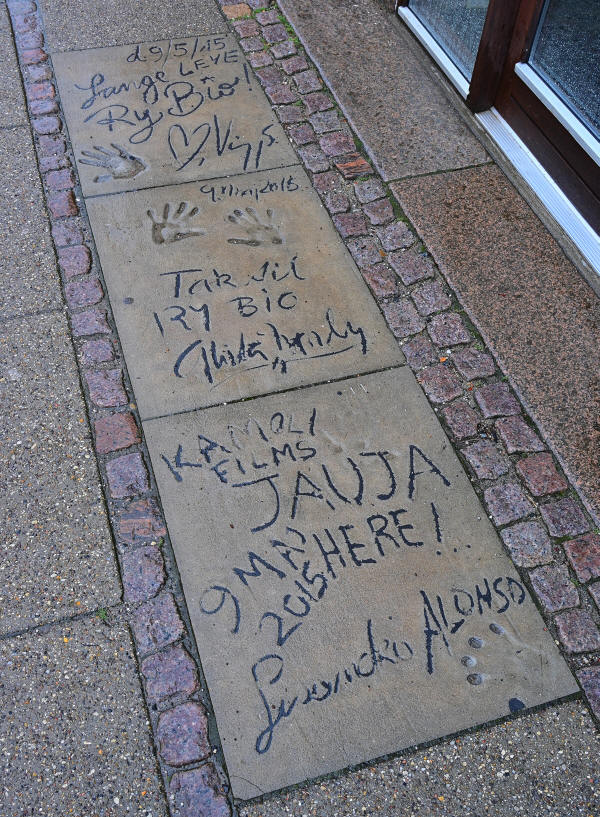 d 9/5/15
Lange LEVE
Ry Bio!
9. maj 2015.
Tak til
RY BIO
KAMOLI
FILMS
JAUJA
HERE!
9 MAJ
2015
ALONSO